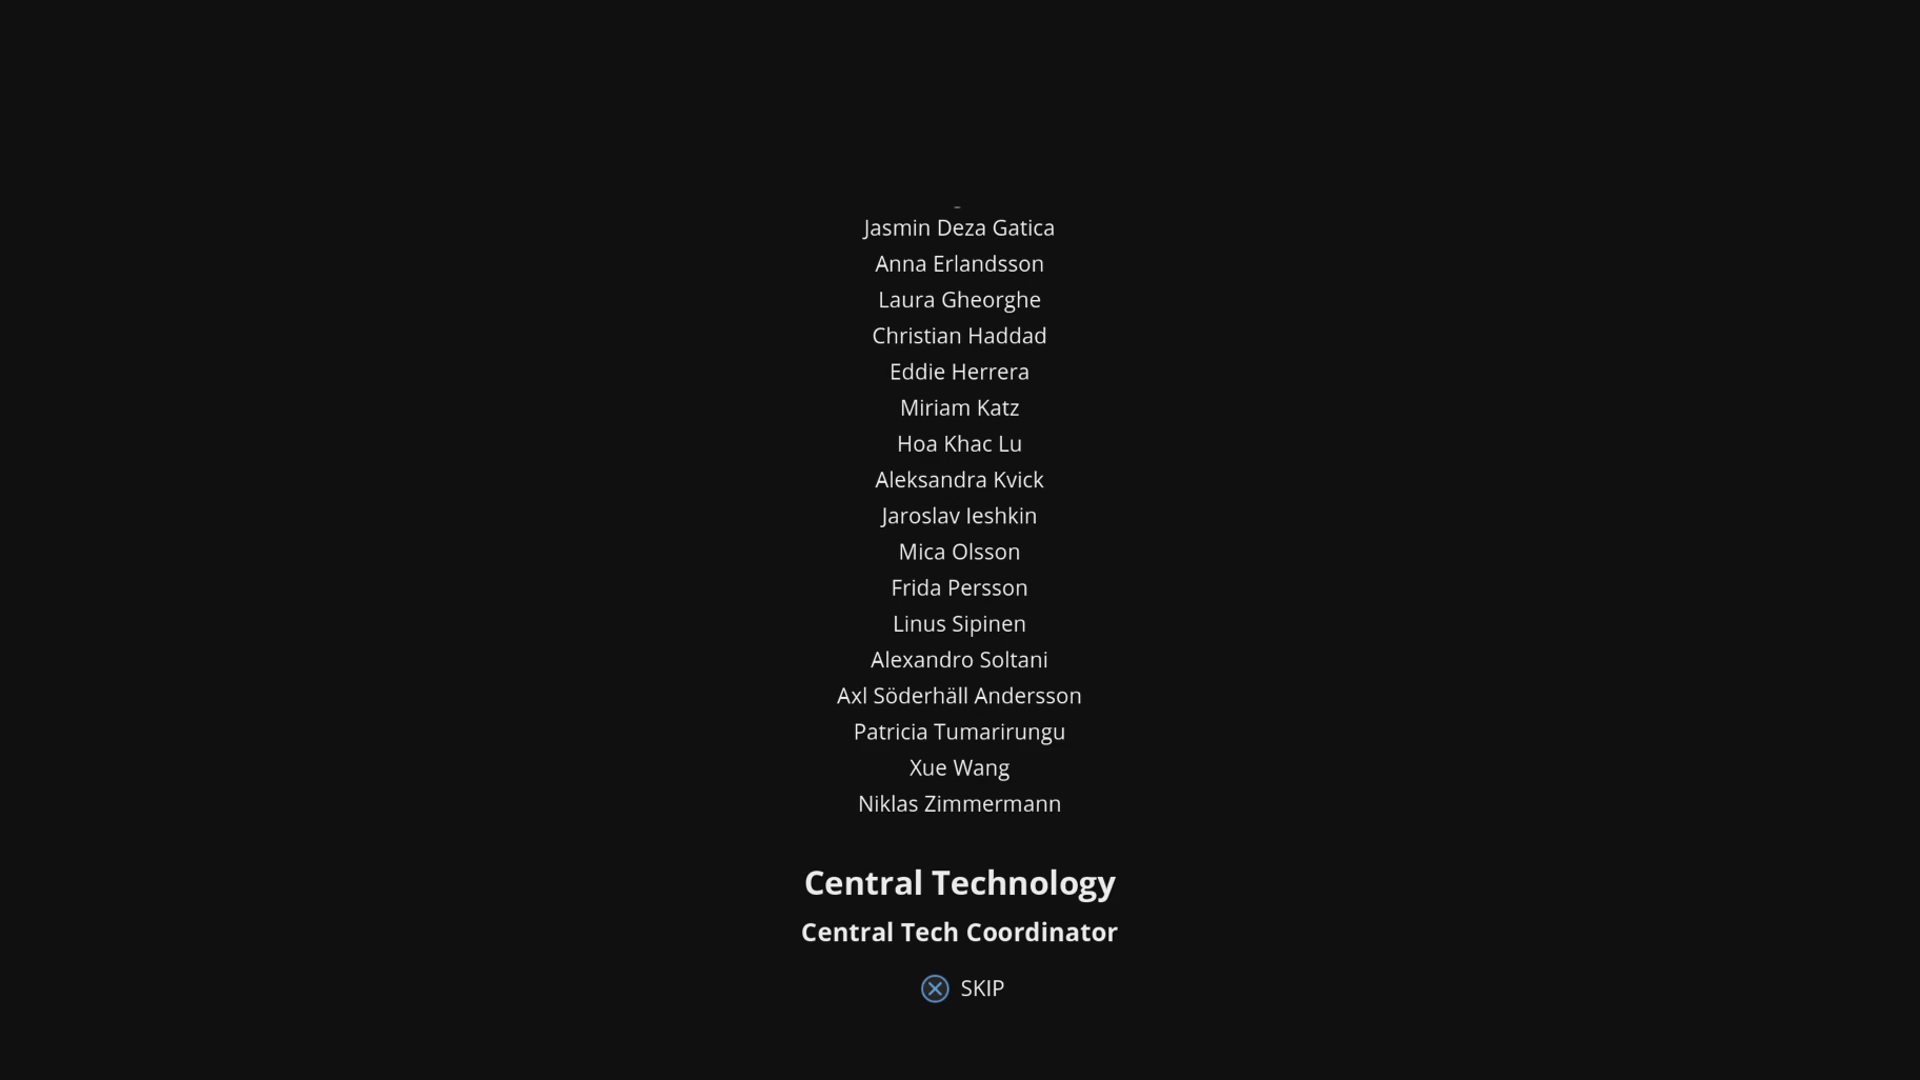 Jasmin Deza Gatica
Anna Erlandsson
Laura Gheorghe
Christian Haddad
Eddie Herrera
Miriam Katz
Hoa Khac Lu
Aleksandra Kvick
Jaroslav Ieshkin
Mica Olsson
Frida Persson
Linus Sipinen
Alexandro Soltani
Axl Söderhäll Andersson
Patricia Tumarirungu
Xue Wang
Niklas Zimmermann
Central Technology
Central Tech Coordinator
SKIP